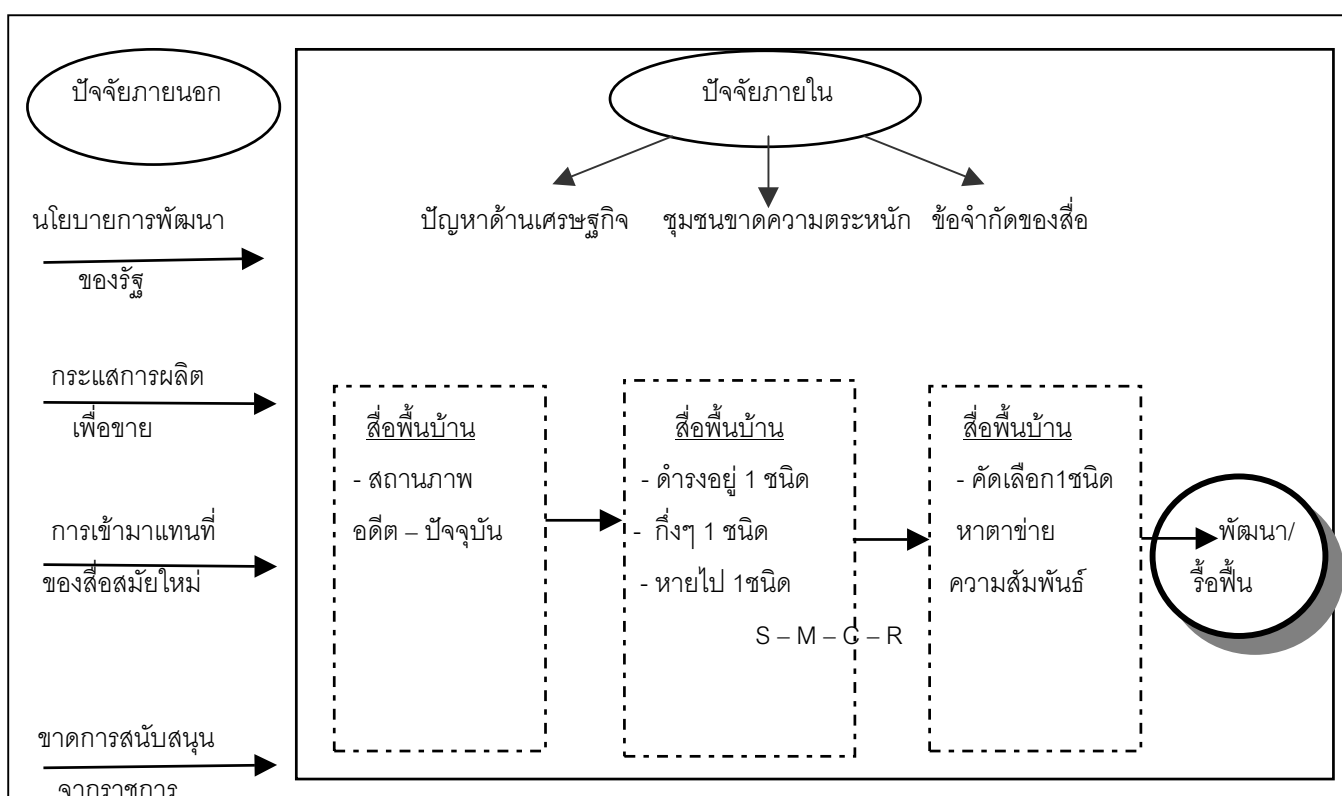 ปัจจัยภายนอก
นโยบายการพัฒนา
ของรัฐ
กระแสการผลิต
เพื่อขาย
การเข้ามาแทนที่
ของสื่อสมัยใหม่
ขาดการสนับสนุน
จากราชการ
ปัจจัยภายใน
ปัญหาด้านเศรษฐกิจ
ชุมชนขาดความตระหนัก
ข้อจำกัดของสื่อ
สื่อพื้นบ้าน
- สถานภาพ
อดีต – ปัจจุบัน
สื่อพื้นบ้าน
- ดำรงอยู่ 1 ชนิด
- กึ่งๆ 1 ชนิด
- หายไป 1ชนิด
S – M – C – R
สื่อพื้นบ้าน
- คัดเลือก1ชนิด
หาตาข่าย
ความสัมพันธ์
พัฒนา/
รื้อฟื้น